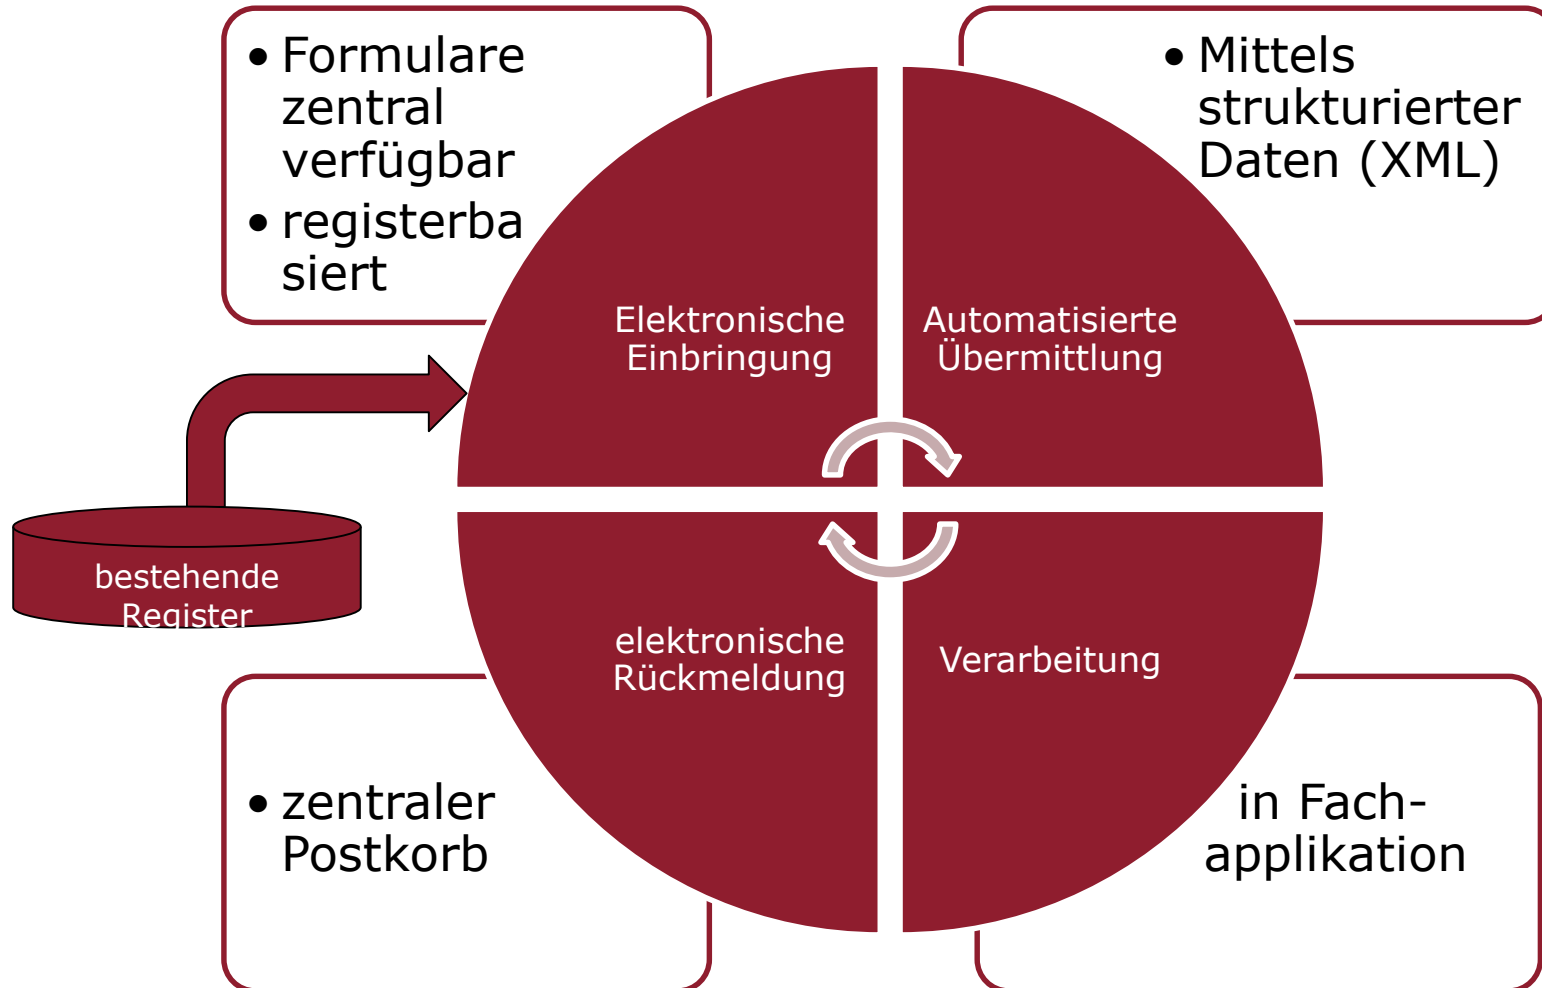 • Formulare
zentral
verfügbar
• registerba
siert
• Mittels
strukturierter
Daten (XML)
Elektronische
Einbringung
Automatisierte
Übermittlung
bestehende
Register
elektronische
Rückmeldung
Verarbeitung
• zentraler
Postkorb
in Fach-
applikation